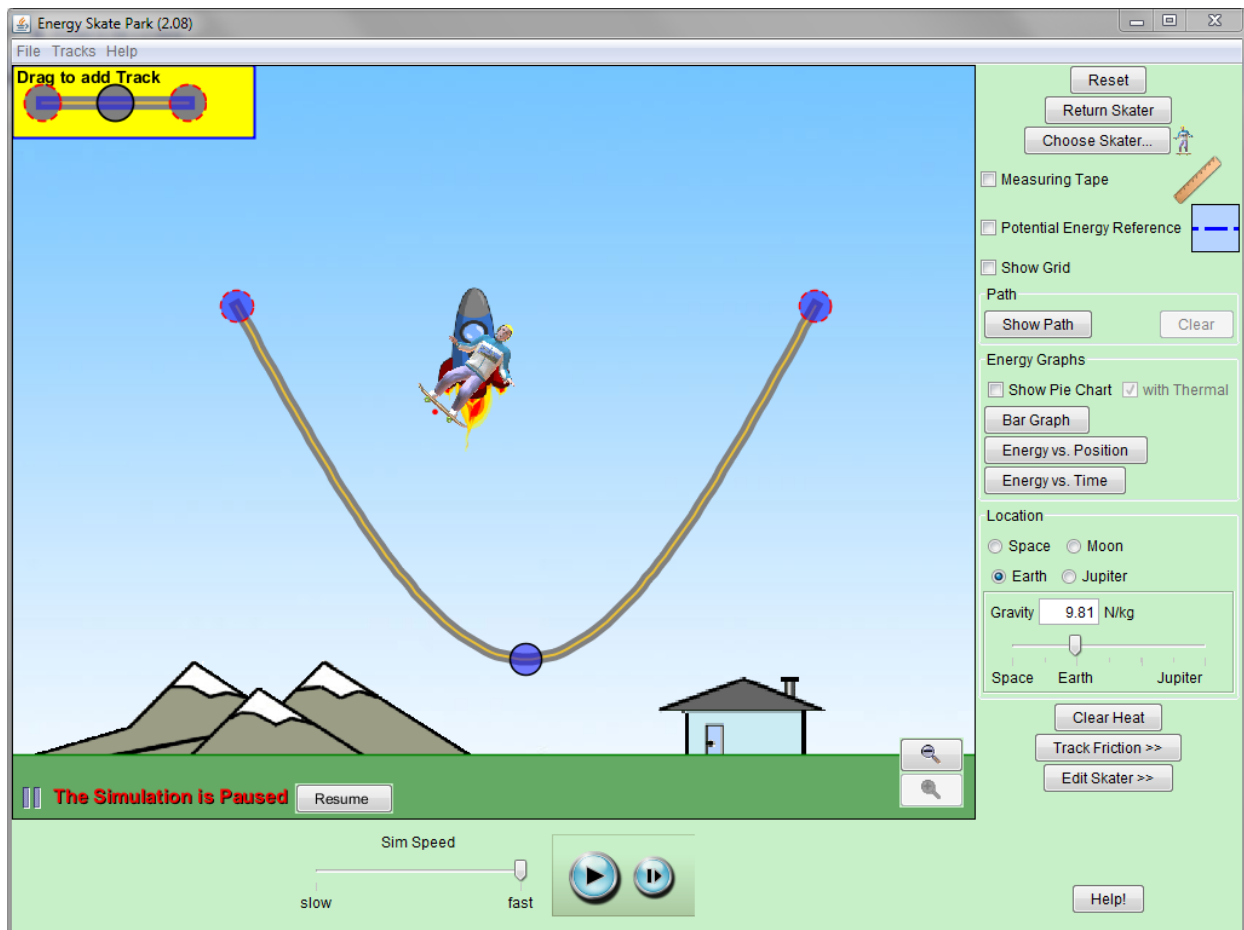 Energy Skate Park (2.08)
File Tracks Help
Drag to add Track
Reset
Return Skater
Choose Skater...
Measuring Tape
Potential Energy Reference
Show Grid
Path
Show Path Clear
Energy Graphs
Show Pie Chart with Thermal
Bar Graph
Energy vs. Position
Energy vs. Time
Location
Space Moon
Earth Jupiter
Gravity 9.81 N/kg
Space Earth Jupiter
Clear Heat
Track Friction >>
Edit Skater >>
The Simulation is Paused Resume
Sim Speed
slow fast
Help!